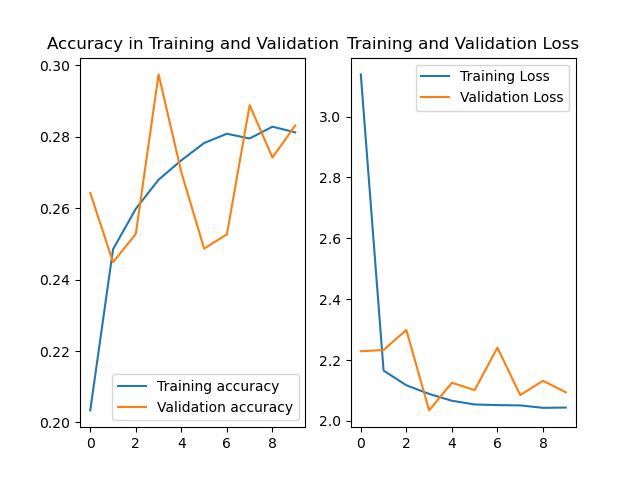 Accuracy in Training and Validation
Training and Validation Loss
0.30
0.28
0.26
0.24
0.22
0.20
Training accuracy
Validation accuracy
0 2 4 6 8
Training Loss
Validation Loss
3.0
2.8
2.6
2.4
2.2
2.0
0 2 4 6 8